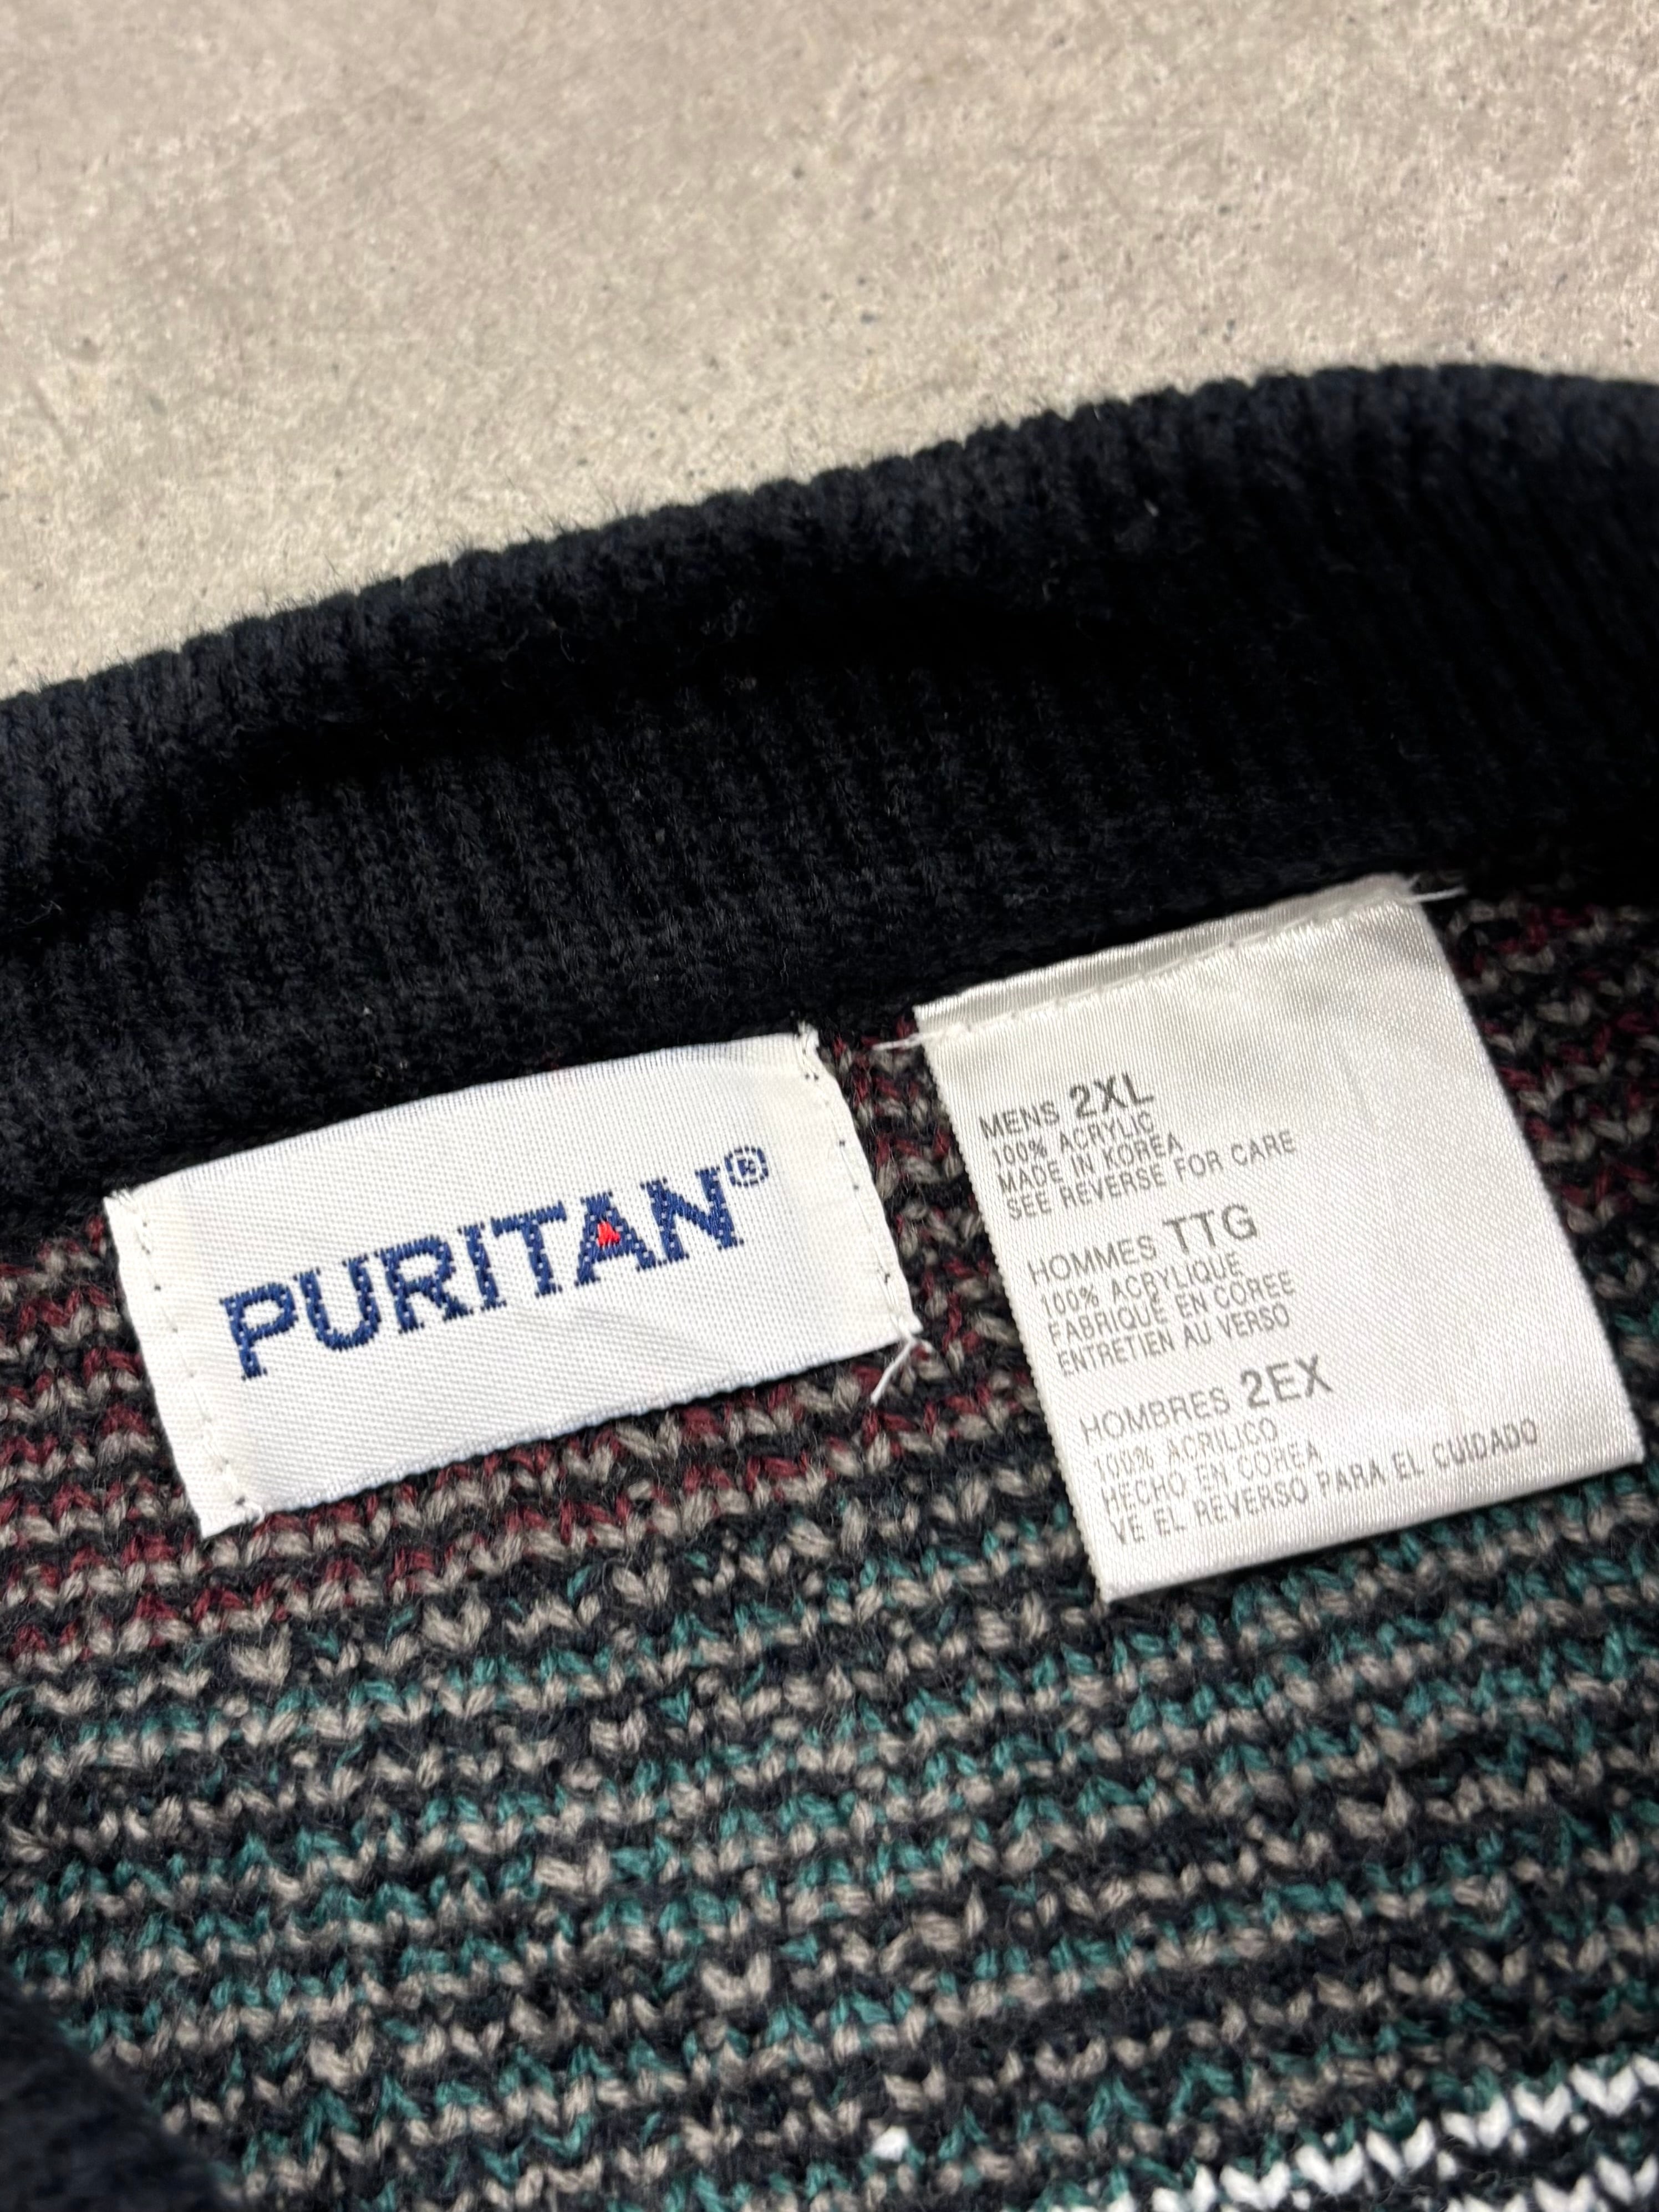 PURITAN®
MENS 2XL
100% ACRYLIC
MADE IN KOREA
SEE REVERSE FOR CARE
HOMMES TTG
100% ACRYLIQUE
FABRIQUÉ EN CORÉE
ENTRETIEN AU VERSO
HOMBRES 2EX
100% ACRILICO
HECHO EN COREA
VE EL REVERSO PARA EL CUIDADO